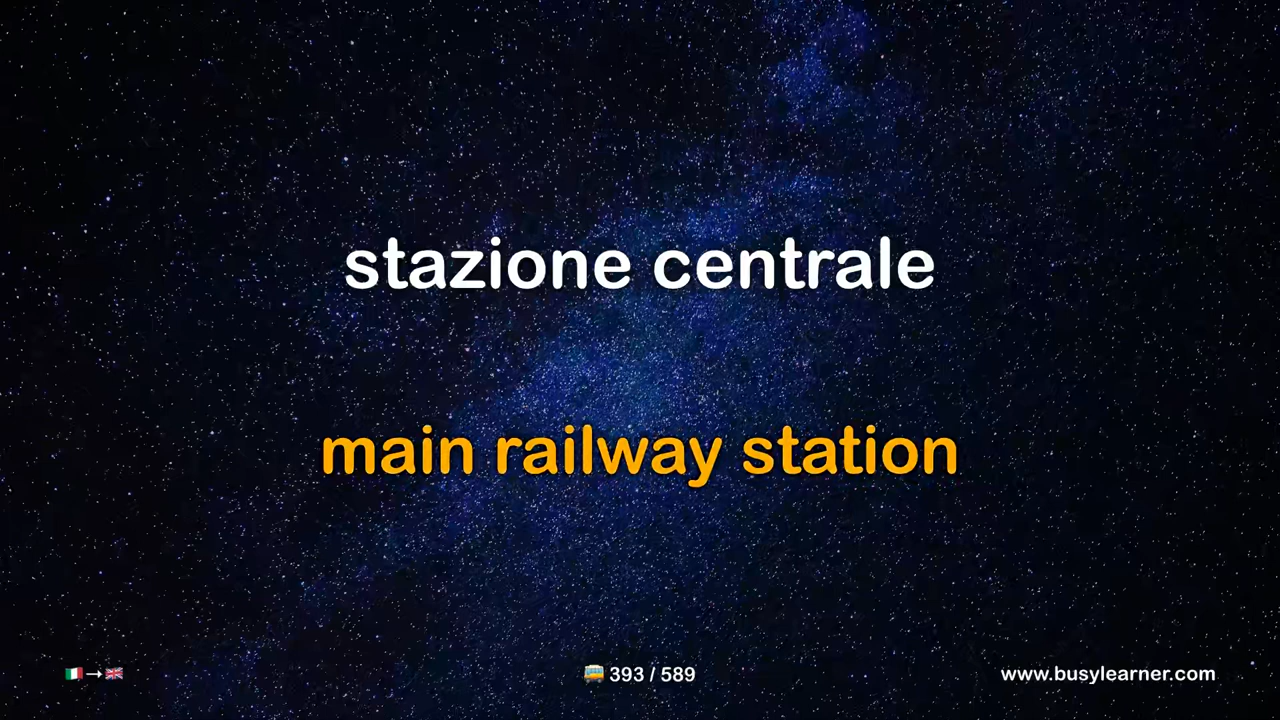 stazione centrale
main railway station
🇮🇹→🇬🇧 🚌 393 / 589 www.busylearner.com